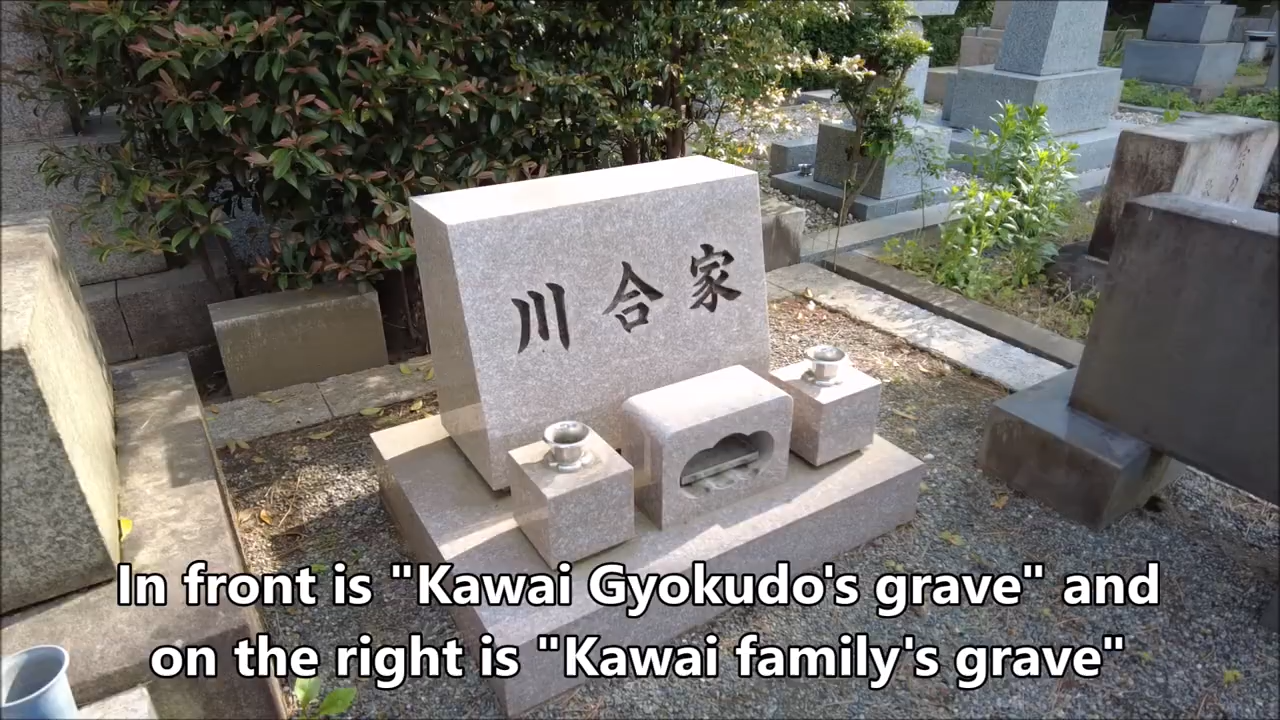 川合家
In front is "Kawai Gyokudo's grave" and
on the right is "Kawai family's grave"